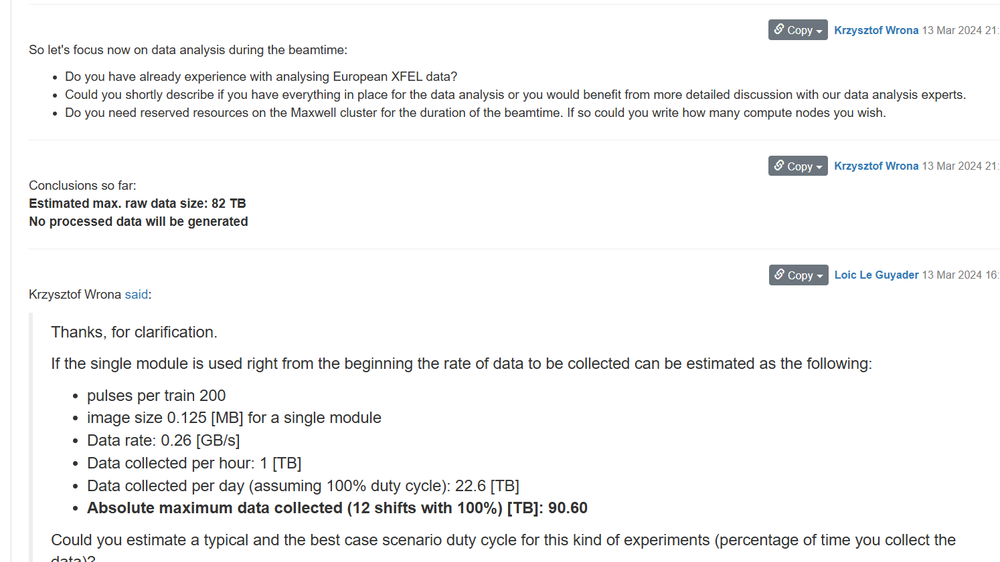 Copy Krzysztof Wrona 13 Mar 2024 21:
So let's focus now on data analysis during the beamtime:
Do you have already experience with analysing European XFEL data?
Could you shortly describe if you have everything in place for the data analysis or you would benefit from more detailed discussion with our data analysis experts.
Do you need reserved resources on the Maxwell cluster for the duration of the beamtime. If so could you write how many compute nodes you wish.
Copy Krzysztof Wrona 13 Mar 2024 21:
Conclusions so far:
Estimated max. raw data size: 82 TB
No processed data will be generated
Copy Loic Le Guyader 13 Mar 2024 16:
Krzysztof Wrona said:
Thanks, for clarification.
If the single module is used right from the beginning the rate of data to be collected can be estimated as the following:
pulses per train 200
image size 0.125 [MB] for a single module
Data rate: 0.26 [GB/s]
Data collected per hour: 1 [TB]
Data collected per day (assuming 100% duty cycle): 22.6 [TB]
Absolute maximum data collected (12 shifts with 100%) [TB]: 90.60
Could you estimate a typical and the best case scenario duty cycle for this kind of experiments (percentage of time you collect the
data)?